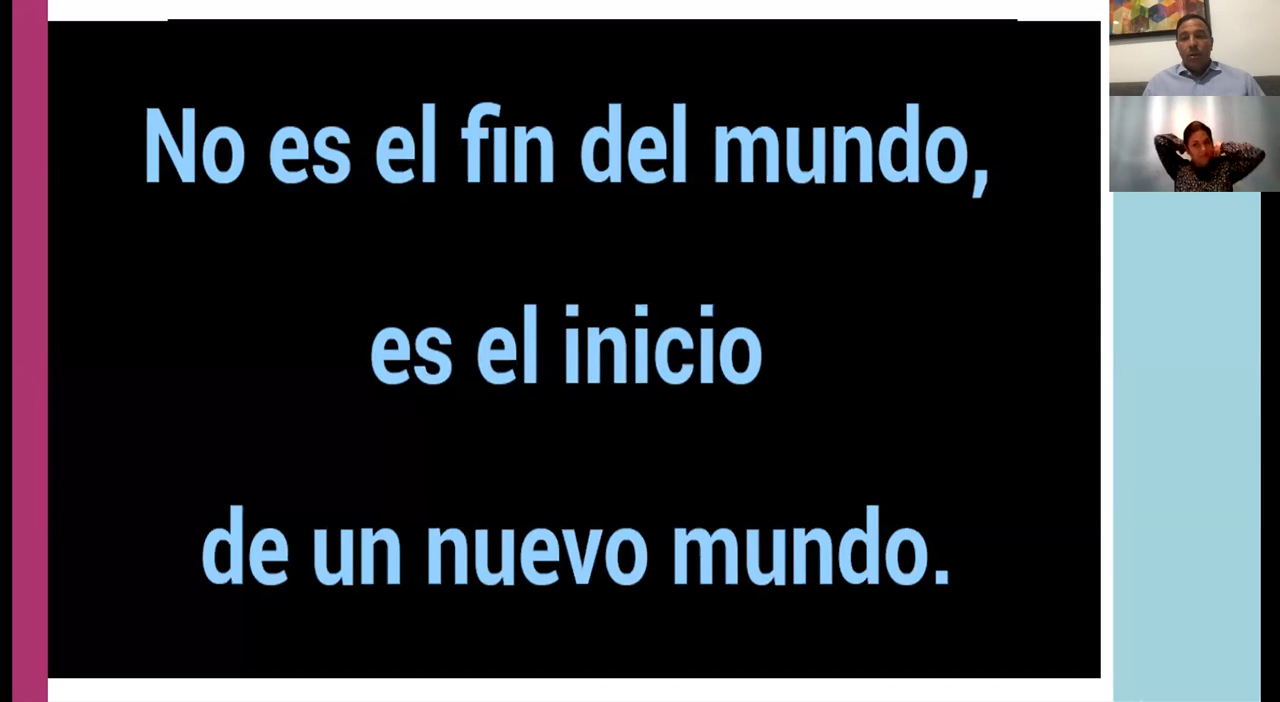 No es el fin del mundo,
es el inicio
de un nuevo mundo.